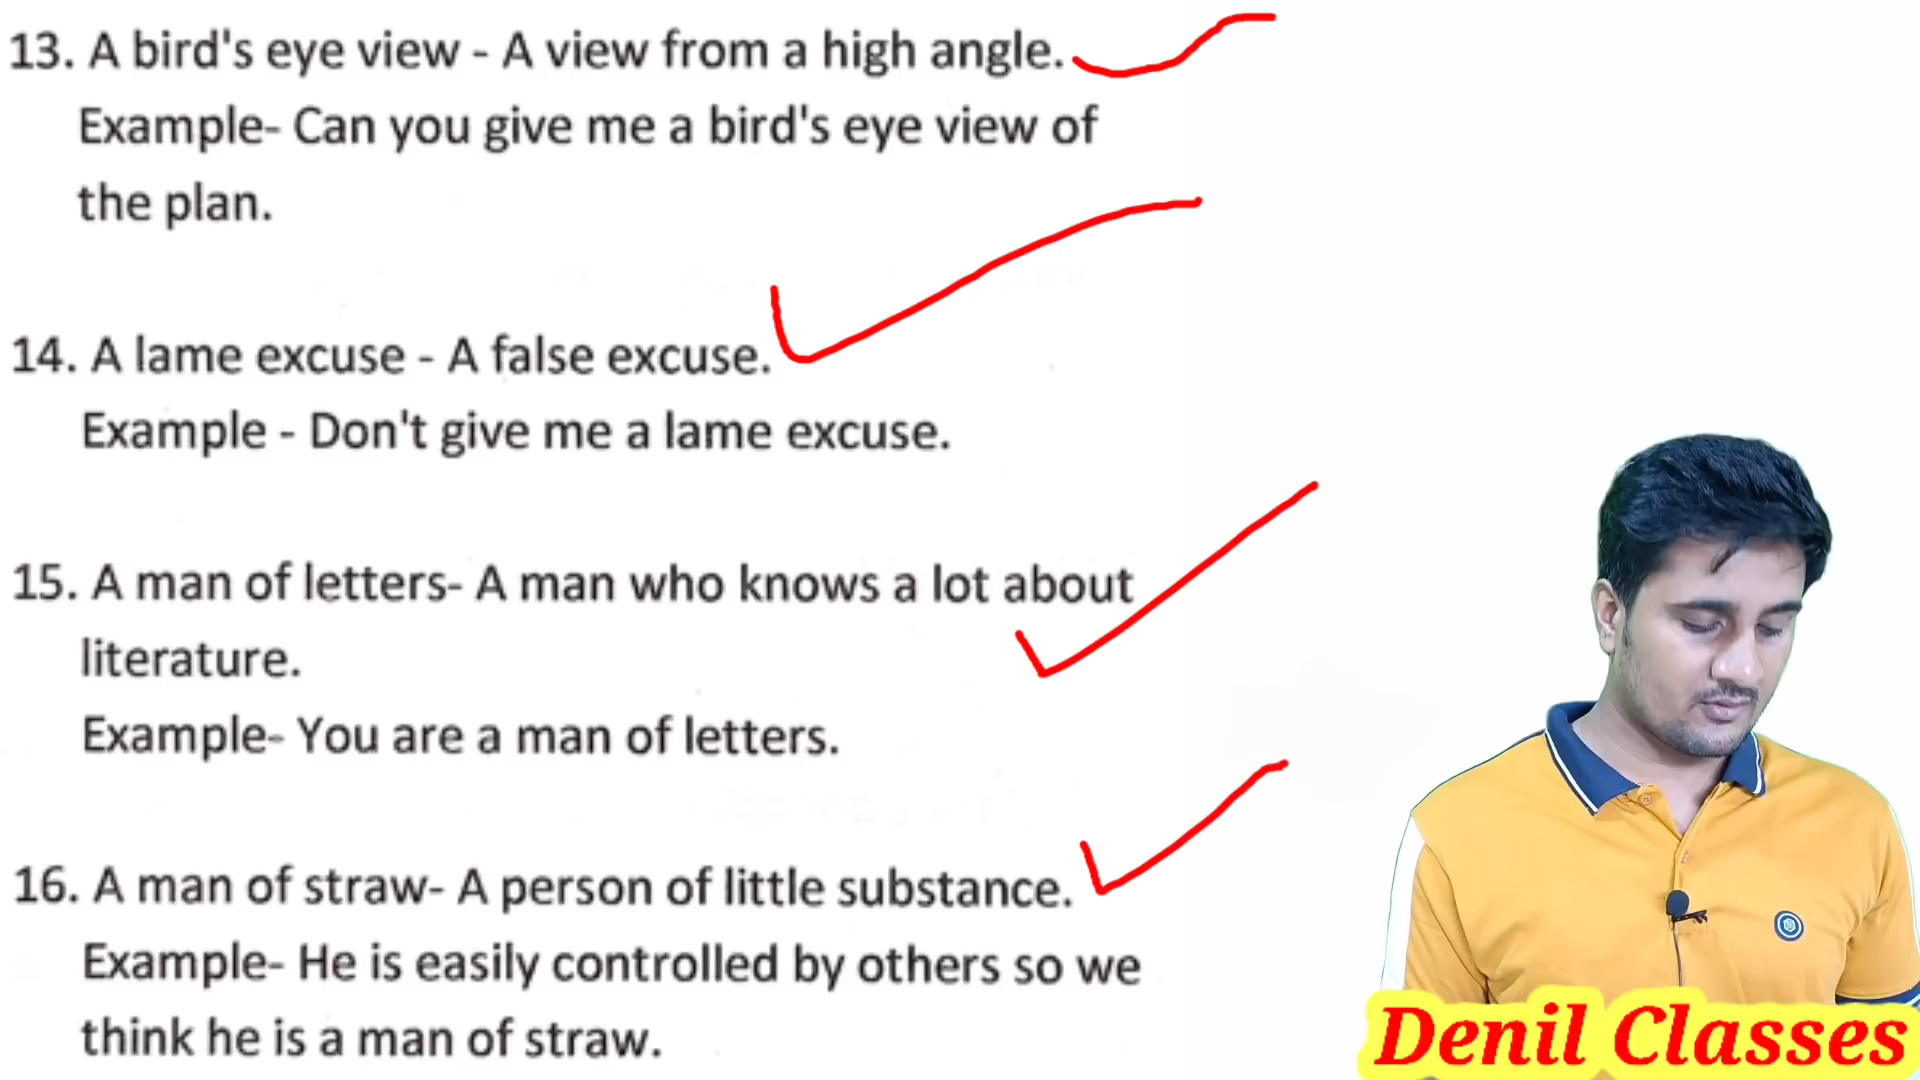 13. A bird's eye view - A view from a high angle.
Example- Can you give me a bird's eye view of
the plan.
14. A lame excuse - A false excuse.
Example - Don't give me a lame excuse.
15. A man of letters- A man who knows a lot about
literature.
Example- You are a man of letters.
16. A man of straw- A person of little substance.
Example- He is easily controlled by others so we
think he is a man of straw.
Denil Classes